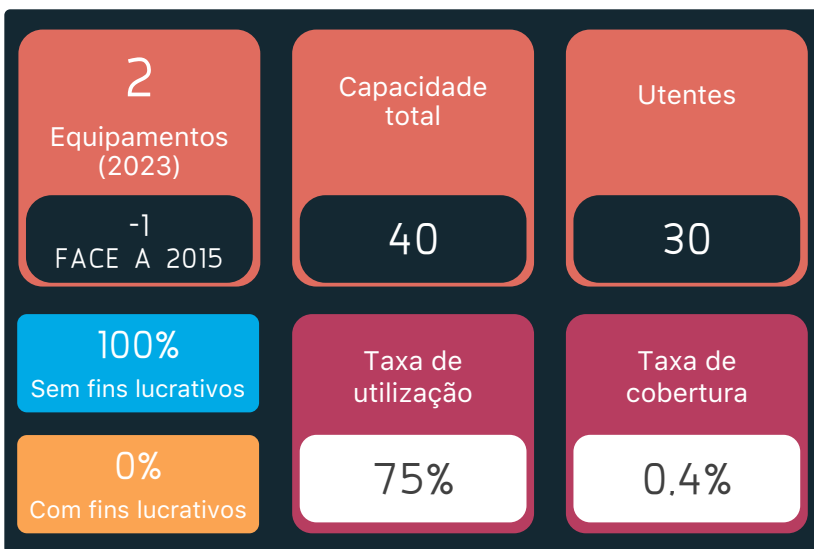 2
Equipamentos
(2023)
-1
FACE A 2015
Capacidade
total
40
Utentes
30
100%
Sem fins lucrativos
0%
Com fins lucrativos
Taxa de
utilização
75%
Taxa de
cobertura
0,4%